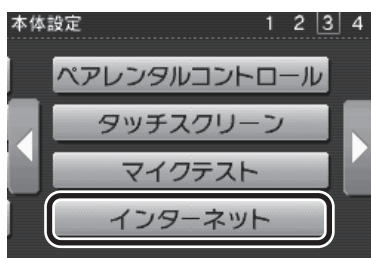 本体設定 1 2 3 4
ペアレンタルコントロール
タッチスクリーン
マイクテスト
インターネット